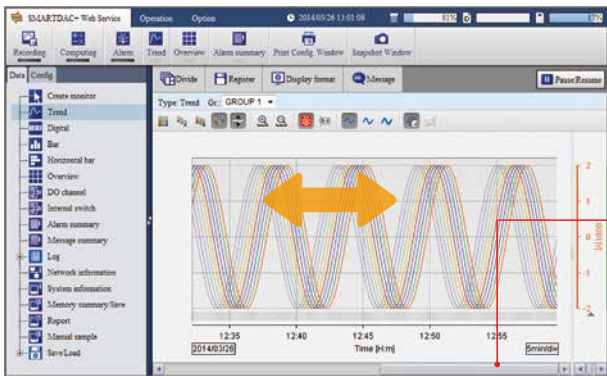 SMARTDAC+ Web Service Operation Option 2014/03/26 13:01:08 81%
Recording Computing Alarm Trend Overview Alarm summary Print Config. Window Snapshot Window
Data Config.
Divide Register Display format Message Pause/Resume
Type: Trend Gr.: GROUP 1
Create monitor
Trend
Digital
Bar
Horizontal bar
Overview
DO channel
Internal switch
Alarm summary
Message summary
Log
Network information
System information
Memory summary/Save
Report
Manual sample
Save/Load
2
1
0
-1
-2
12:35 12:40 12:45 12:50 12:55
2014/03/26 Time [H:m] 5min/div